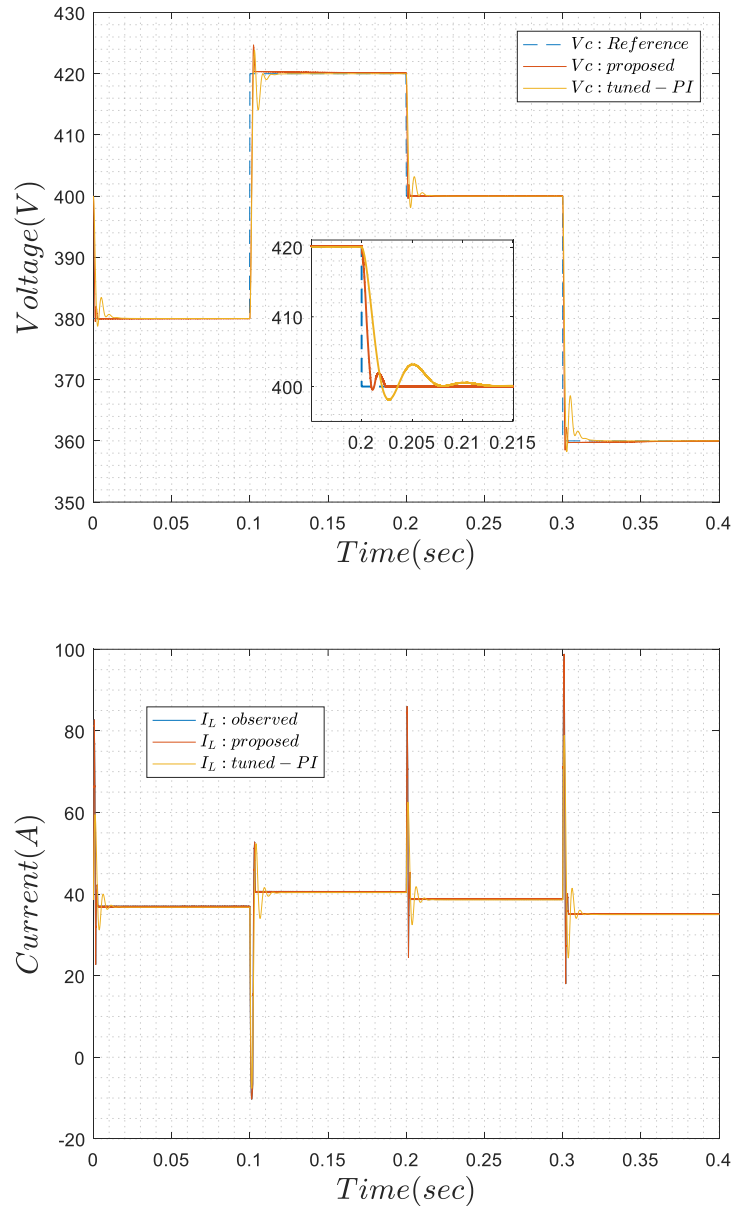 430
420
410
400
390
380
370
360
350
Voltage(V)
Vc : Reference
Vc : proposed
Vc : tuned − PI
420
410
400
0.2 0.205 0.21 0.215
0 0.05 0.1 0.15 0.2 0.25 0.3 0.35 0.4
Time(sec)
100
80
60
40
20
0
-20
Current(A)
I_L : observed
I_L : proposed
I_L : tuned − PI
0 0.05 0.1 0.15 0.2 0.25 0.3 0.35 0.4
Time(sec)